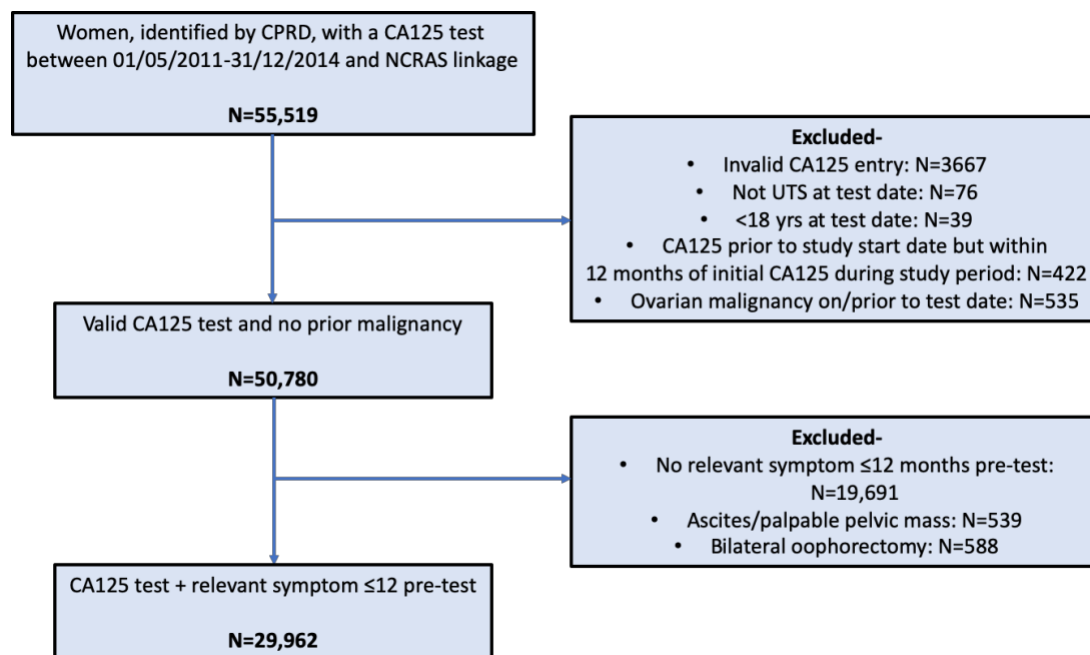 Women, identified by CPRD, with a CA125 test
between 01/05/2011-31/12/2014 and NCRAS linkage
N=55,519
Excluded-
• Invalid CA125 entry: N=3667
• Not UTS at test date: N=76
• <18 yrs at test date: N=39
• CA125 prior to study start date but within
12 months of initial CA125 during study period: N=422
• Ovarian malignancy on/prior to test date: N=535
Valid CA125 test and no prior malignancy
N=50,780
Excluded-
• No relevant symptom ≤12 months pre-test:
N=19,691
• Ascites/palpable pelvic mass: N=539
• Bilateral oophorectomy: N=588
CA125 test + relevant symptom ≤12 pre-test
N=29,962